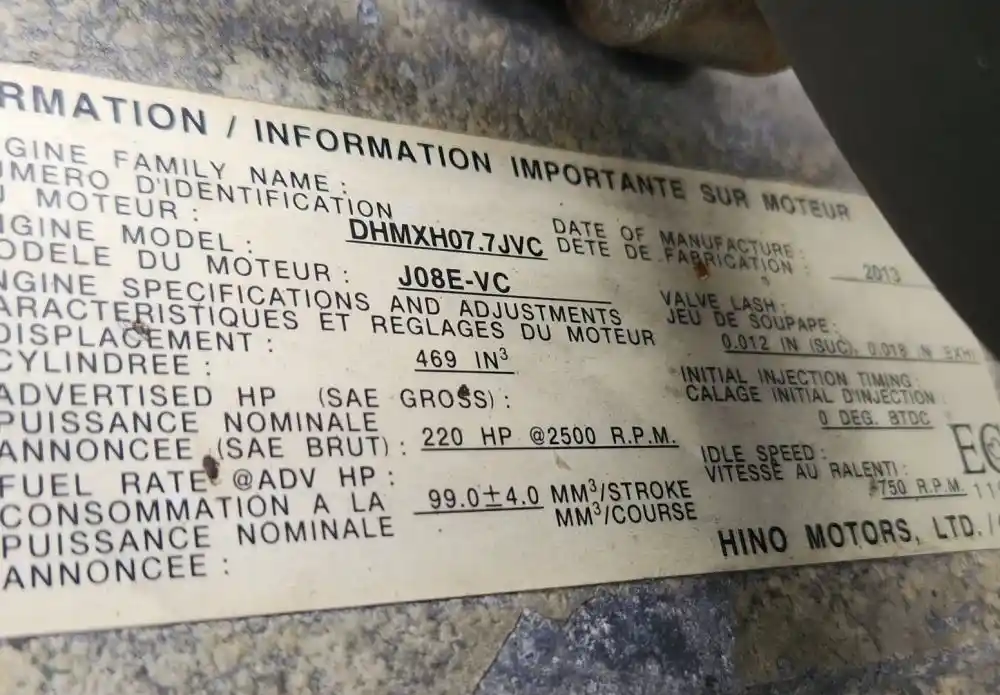 RMATION / INFORMATION IMPORTANTE SUR MOTEUR
GINE FAMILY NAME :
UMERO D'IDENTIFICATION
U MOTEUR : DHMXH07.7JVC
NGINE MODEL :
ODELE DU MOTEUR : J08E-VC
NGINE SPECIFICATIONS AND ADJUSTMENTS
ARACTERISTIQUES ET REGLAGES DU MOTEUR
DISPLACEMENT :
CYLINDREE : 469 IN³
ADVERTISED HP (SAE GROSS) :
PUISSANCE NOMINALE
ANNONCEE (SAE BRUT) : 220 HP @2500 R.P.M.
FUEL RATE @ADV HP :
CONSOMMATION A LA 99.0±4.0 MM³/STROKE
PUISSANCE NOMINALE MM³/COURSE
ANNONCEE :
DATE OF MANUFACTURE :
DETE DE FABRICATION : 2013
VALVE LASH :
JEU DE SOUPAPE :
0.012 IN (SUC), 0.018 IN EXH
INITIAL INJECTION TIMING :
CALAGE INITIAL D'INJECTION
0 DEG. BTDC
IDLE SPEED :
VITESSE AU RALENTI :
750 R.P.M.
HINO MOTORS, LTD.